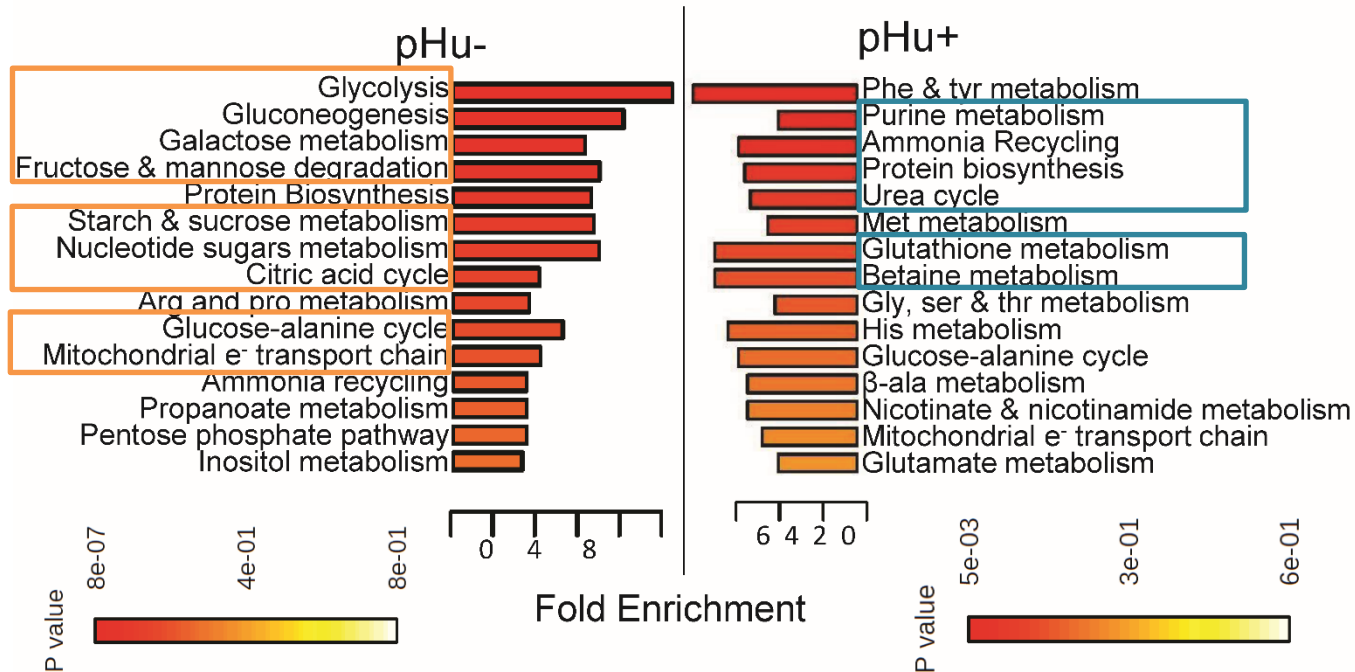 pHu-
Glycolysis
Gluconeogenesis
Galactose metabolism
Fructose & mannose degradation
Protein Biosynthesis
Starch & sucrose metabolism
Nucleotide sugars metabolism
Citric acid cycle
Arg and pro metabolism
Glucose-alanine cycle
Mitochondrial e⁻ transport chain
Ammonia recycling
Propanoate metabolism
Pentose phosphate pathway
Inositol metabolism
0 4 8
8e-07 4e-01 8e-01
P value
pHu+
Phe & tyr metabolism
Purine metabolism
Ammonia Recycling
Protein biosynthesis
Urea cycle
Met metabolism
Glutathione metabolism
Betaine metabolism
Gly, ser & thr metabolism
His metabolism
Glucose-alanine cycle
ß-ala metabolism
Nicotinate & nicotinamide metabolism
Mitochondrial e⁻ transport chain
Glutamate metabolism
6 4 2 0
5e-03 3e-01 6e-01
P value
Fold Enrichment